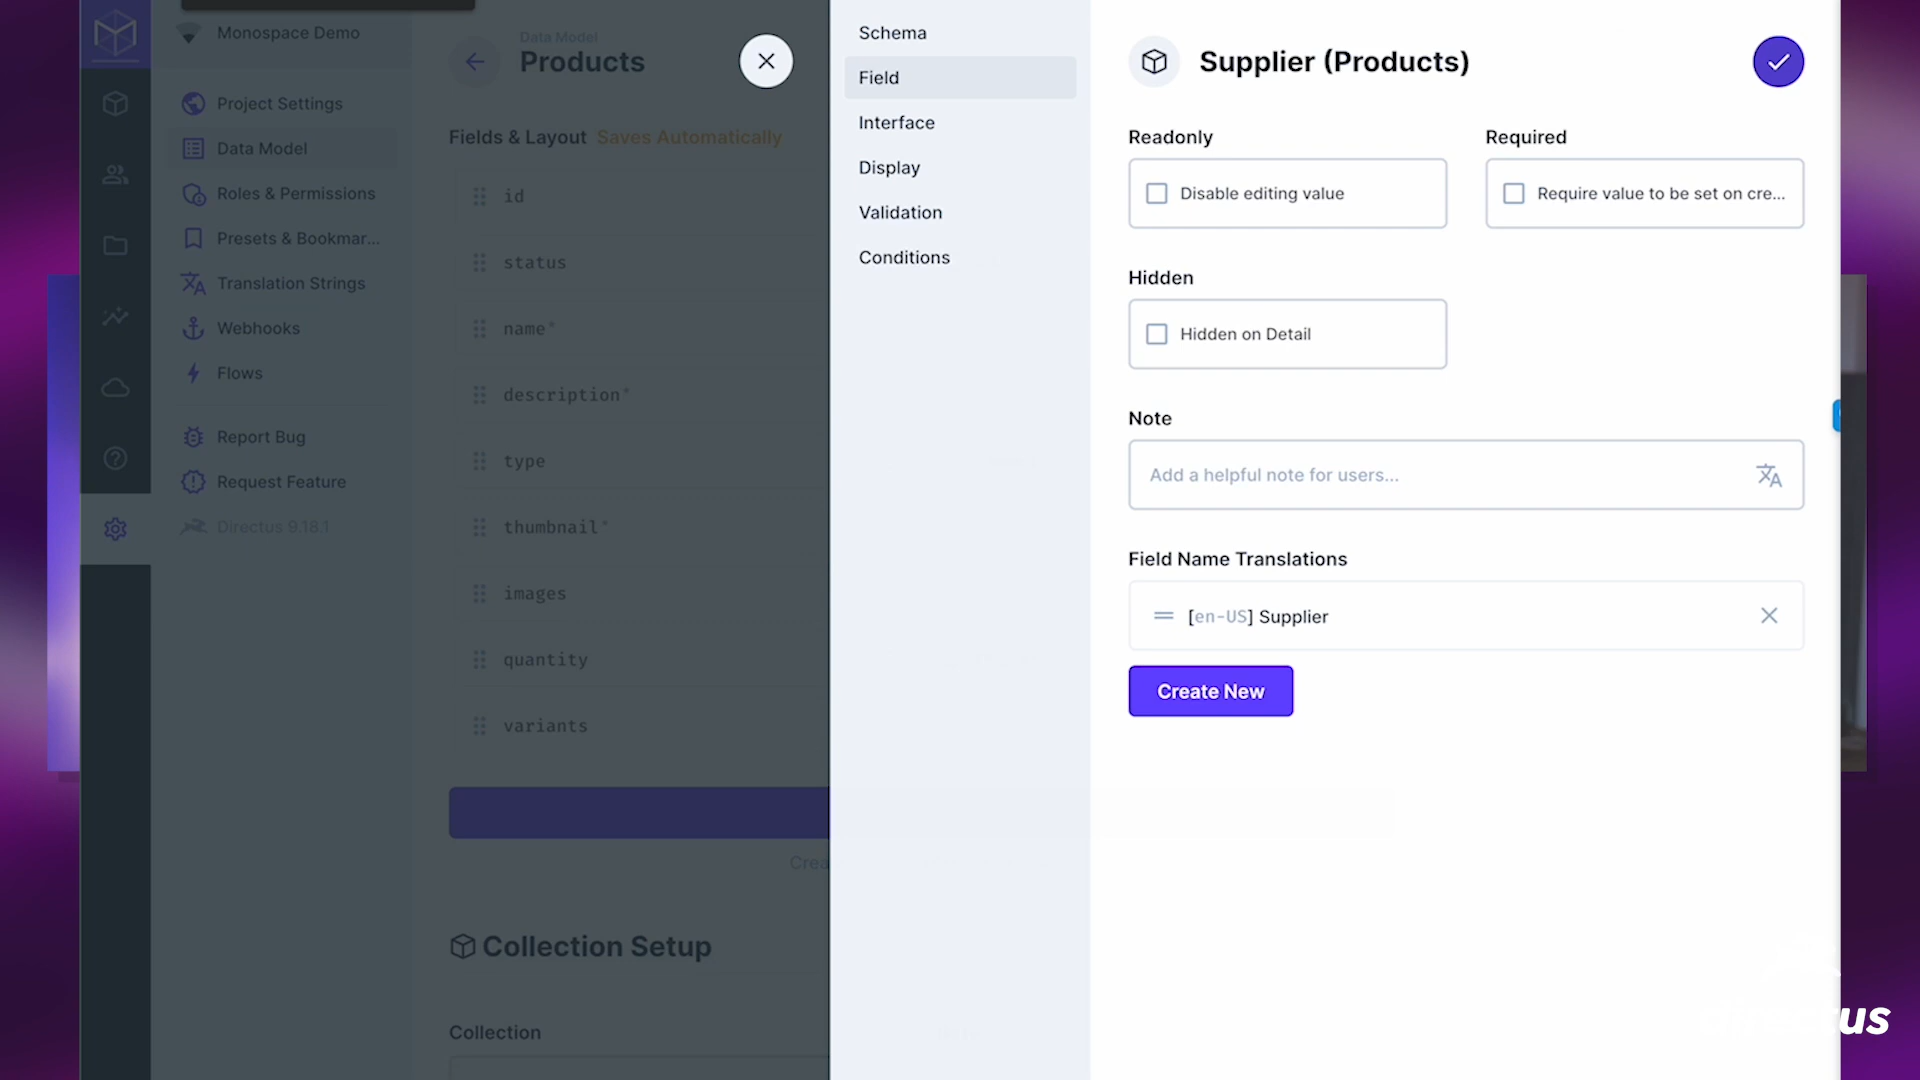 Monospace Demo
Project Settings
Data Model
Roles & Permissions
Presets & Bookmar...
Translation Strings
Webhooks
Flows
Report Bug
Request Feature
Directus 9.18.1
Data Model
Products
Fields & Layout Saves Automatically
id
status
name*
description*
type
thumbnail*
images
quantity
variants
Crea
Collection Setup
Collection
Schema
Field
Interface
Display
Validation
Conditions
Supplier (Products)
Readonly
Disable editing value
Required
Require value to be set on cre...
Hidden
Hidden on Detail
Note
Add a helpful note for users...
Field Name Translations
[en-US] Supplier
Create New
us